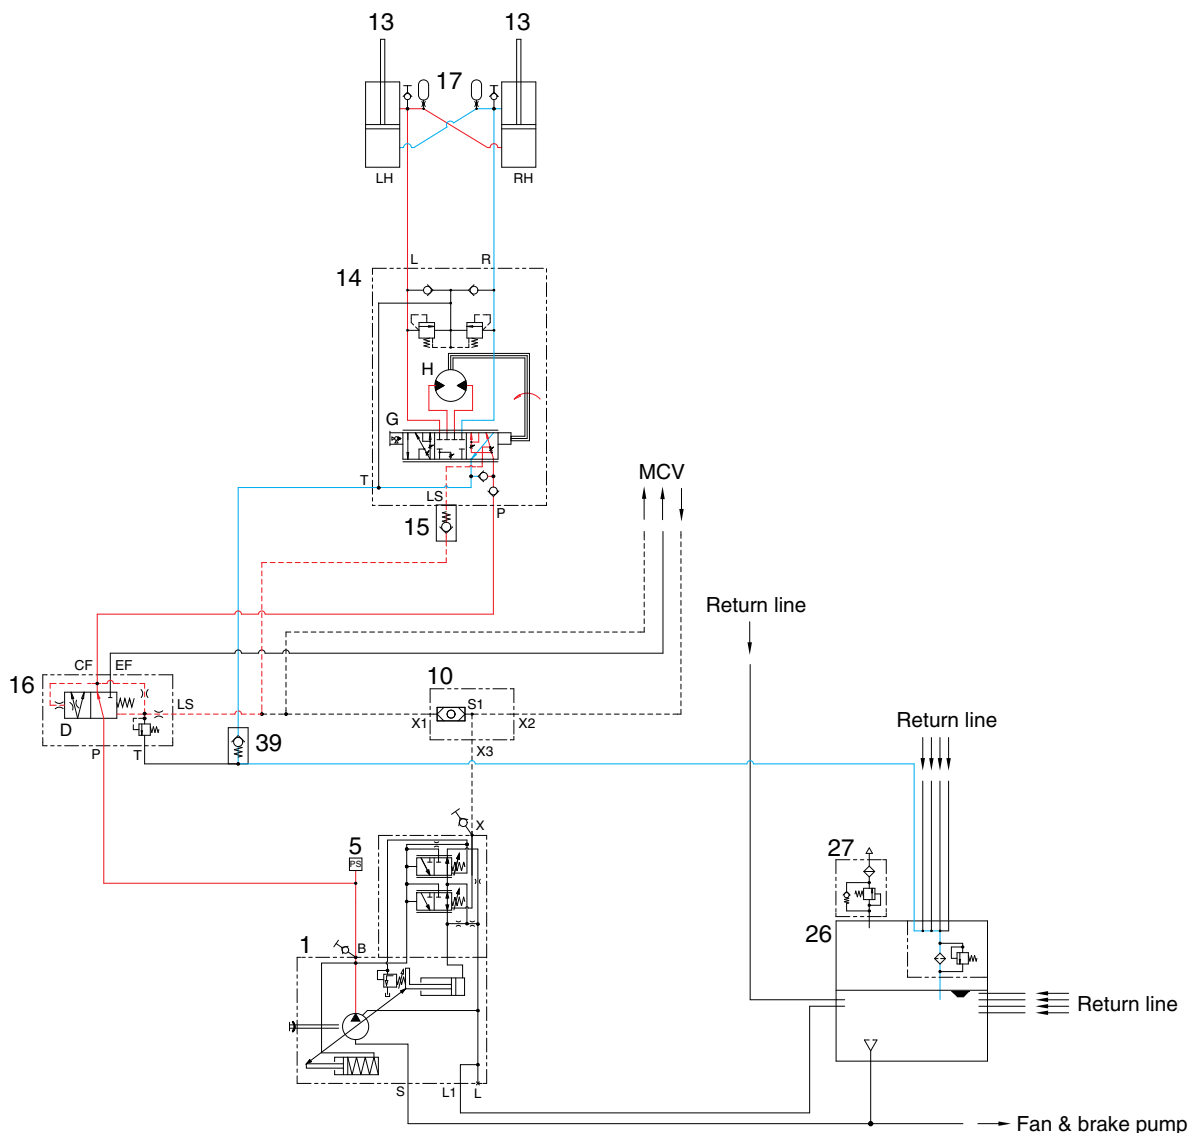 13
13
17
LH
RH
L
R
14
H
G
T
LS
P
15
MCV
Return line
CF
EF
16
LS
D
P
T
39
10
S1
X1
X2
X3
Return line
X
5
PS
27
26
1
B
Return line
S
L1
L
Fan & brake pump